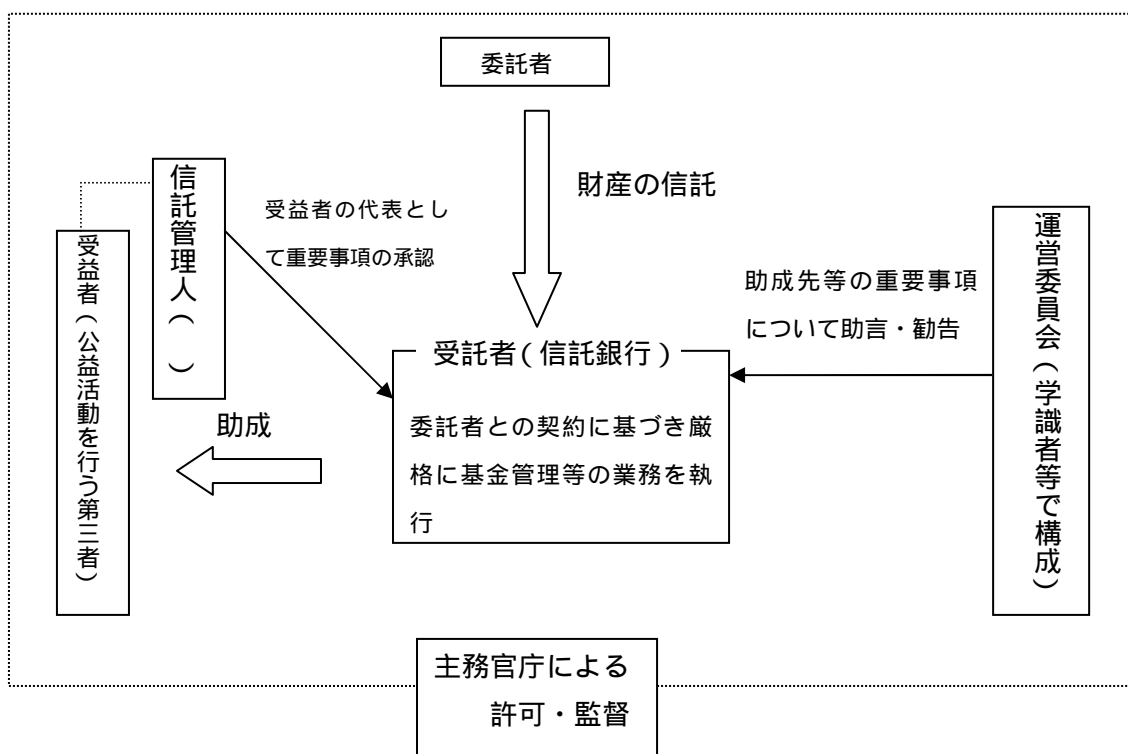 委託者
財産の信託
信託管理人( )
受益者の代表とし
て重要事項の承認
受益者(公益活動を行う第三者)
助成
受託者(信託銀行)
委託者との契約に基づき厳
格に基金管理等の業務を執
行
助成先等の重要事項
について助言・勧告
運営委員会(学識者等で構成)
主務官庁による
許可・監督